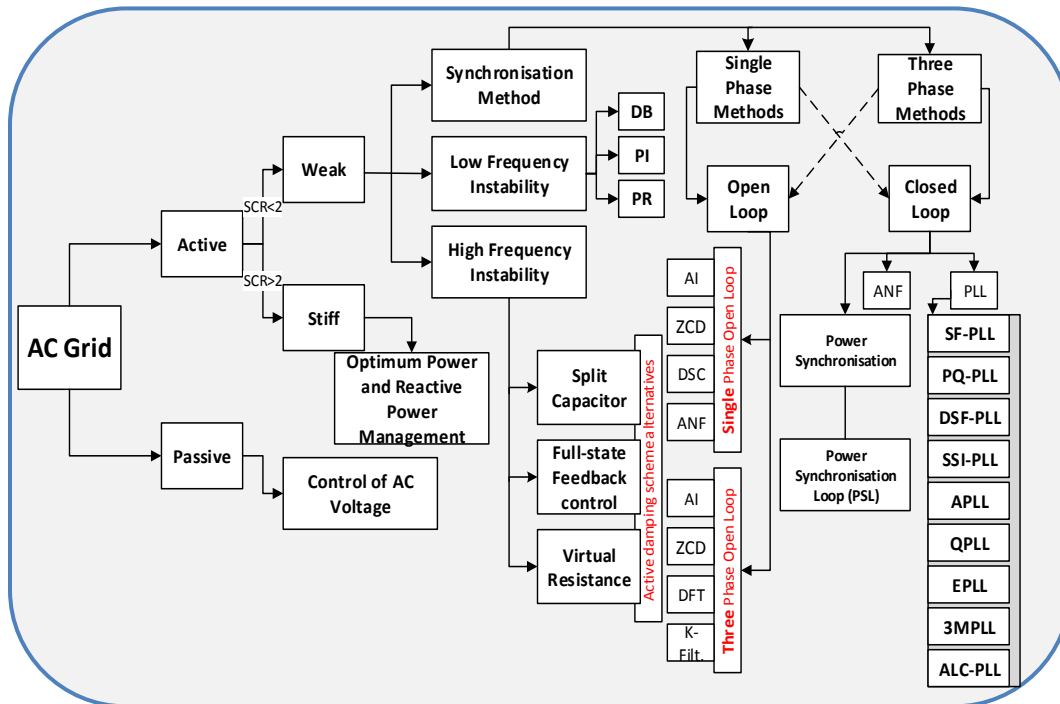 AC Grid
Active
Passive
SCR<2
SCR>2
Weak
Stiff
Optimum Power
and Reactive
Power
Management
Control of AC
Voltage
Synchronisation
Method
Low Frequency
Instability
High Frequency
Instability
DB
PI
PR
Split
Capacitor
Full-state
Feedback
control
Virtual
Resistance
Active damping scheme alternatives
Single
Phase
Methods
Three
Phase
Methods
Open
Loop
Closed
Loop
AI
ZCD
DSC
ANF
Single Phase Open Loop
AI
ZCD
DFT
K-
Filt.
Three Phase Open Loop
ANF
PLL
Power
Synchronisation
Power
Synchronisation
Loop (PSL)
SF-PLL
PQ-PLL
DSF-PLL
SSI-PLL
APLL
QPLL
EPLL
3MPLL
ALC-PLL